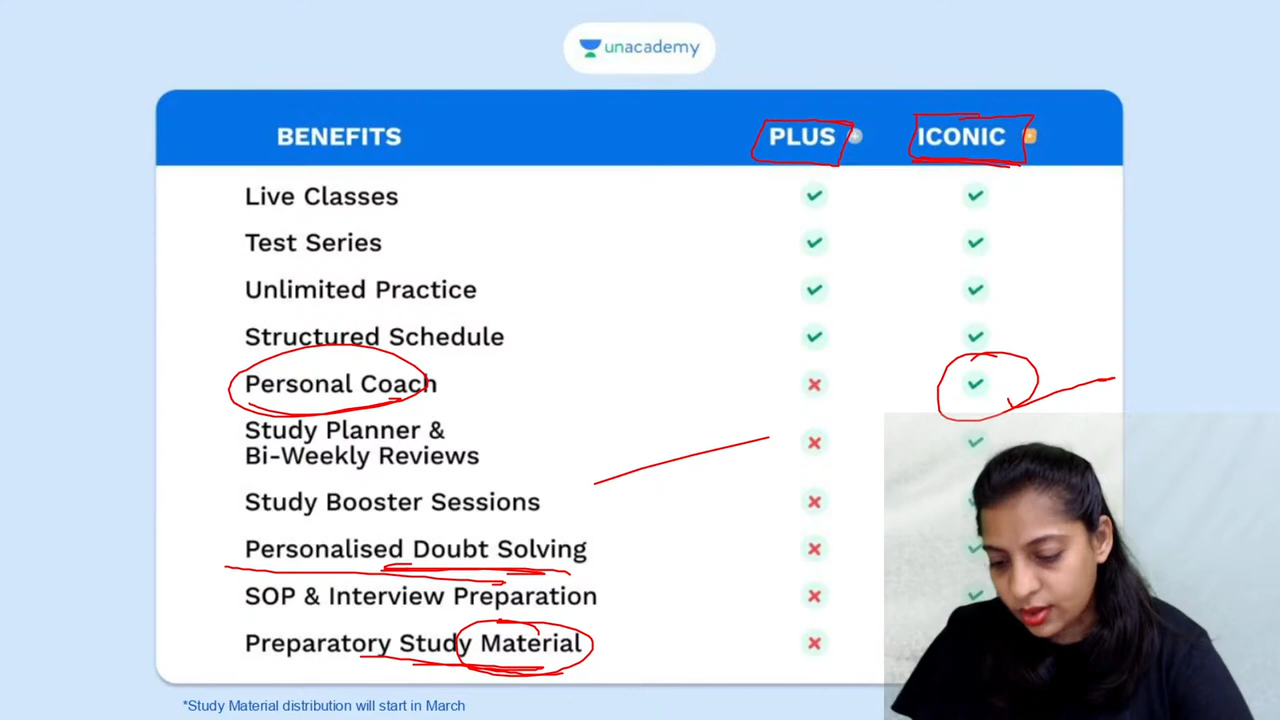 unacademy
BENEFITS PLUS ICONIC
Live Classes
Test Series
Unlimited Practice
Structured Schedule
Personal Coach
Study Planner &
Bi-Weekly Reviews
Study Booster Sessions
Personalised Doubt Solving
SOP & Interview Preparation
Preparatory Study Material
*Study Material distribution will start in March